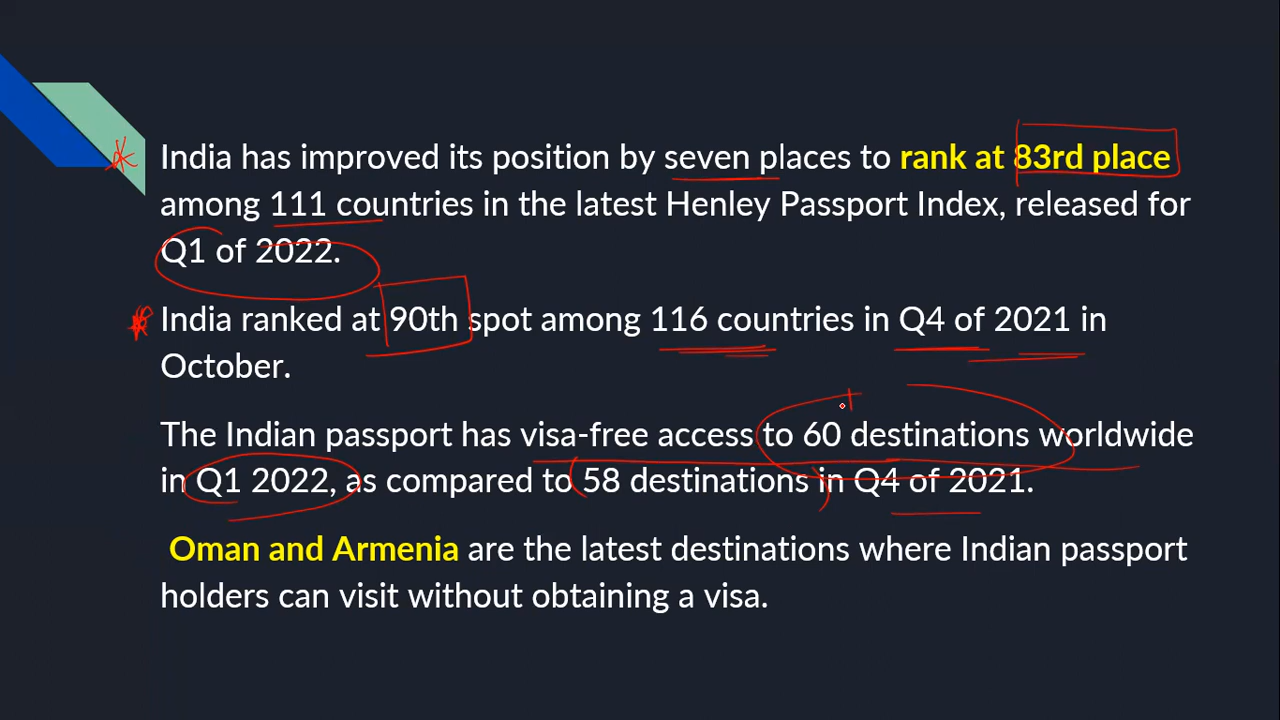 India has improved its position by seven places to rank at 83rd place
among 111 countries in the latest Henley Passport Index, released for
Q1 of 2022.
India ranked at 90th spot among 116 countries in Q4 of 2021 in
October.
The Indian passport has visa-free access to 60 destinations worldwide
in Q1 2022, as compared to 58 destinations in Q4 of 2021.
Oman and Armenia are the latest destinations where Indian passport
holders can visit without obtaining a visa.